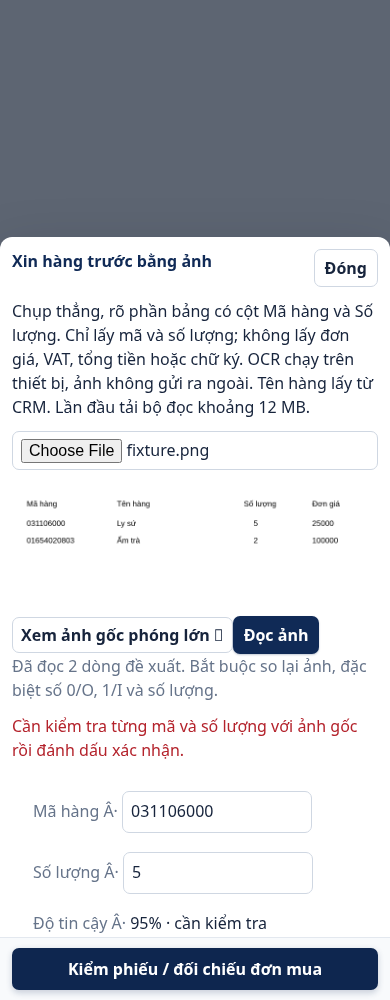 Xin hàng trước bằng ảnh
Đóng
Chụp thẳng, rõ phần bảng có cột Mã hàng và Số
lượng. Chỉ lấy mã và số lượng; không lấy đơn
giá, VAT, tổng tiền hoặc chữ ký. OCR chạy trên
thiết bị, ảnh không gửi ra ngoài. Tên hàng lấy từ
CRM. Lần đầu tải bộ đọc khoảng 12 MB.
Choose File fixture.png
Mã hàng Tên hàng Số lượng Đơn giá
031106000 Ly sứ 5 25000
01654020803 Ấm trà 2 100000
Xem ảnh gốc phóng lớn
Đọc ảnh
Đã đọc 2 dòng đề xuất. Bắt buộc so lại ảnh, đặc
biệt số 0/O, 1/I và số lượng.
Cần kiểm tra từng mã và số lượng với ảnh gốc
rồi đánh dấu xác nhận.
Mã hàng Â· 031106000
Số lượng Â· 5
Độ tin cậy Â· 95% · cần kiểm tra
Kiểm phiếu / đối chiếu đơn mua